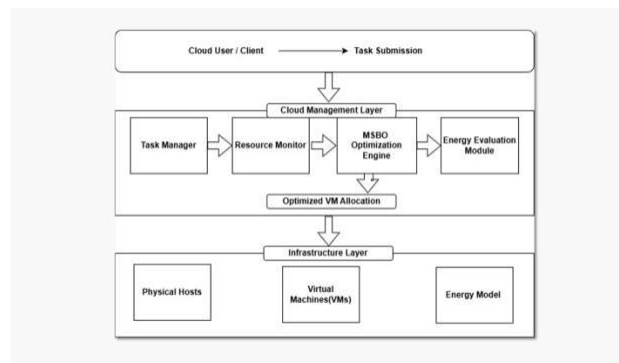 Cloud User / Client
Task Submission
Cloud Management Layer
Task Manager
Resource Monitor
MSBO
Optimization
Engine
Energy Evaluation
Module
Optimized VM Allocation
Infrastructure Layer
Physical Hosts
Virtual
Machines(VMs)
Energy Model